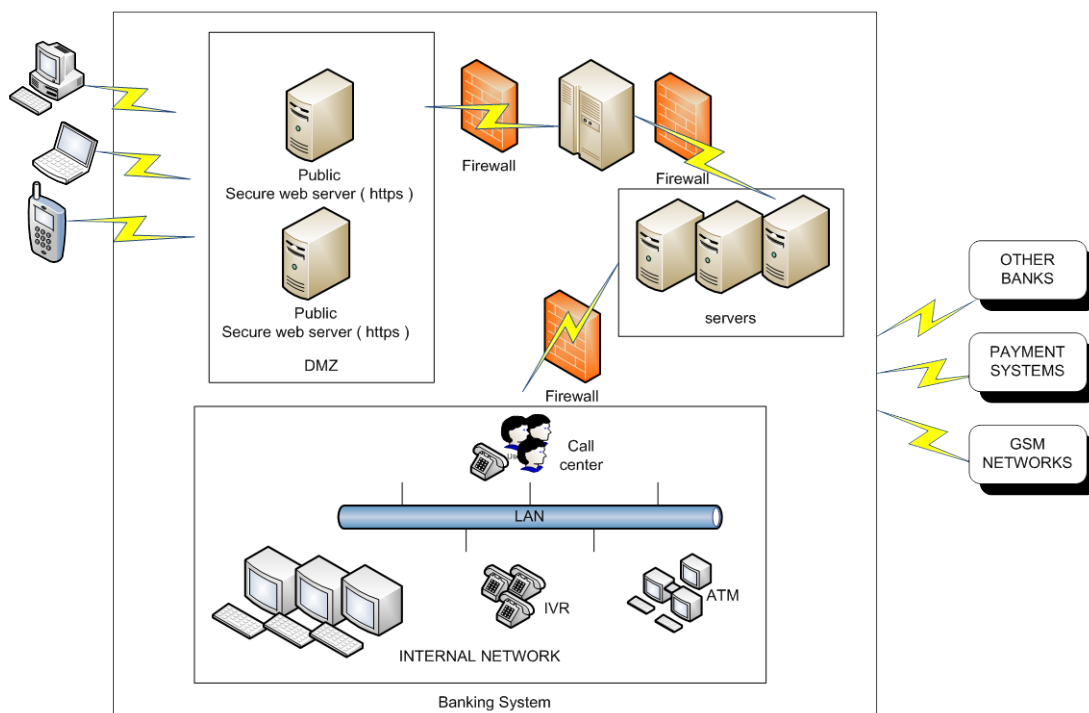 Public
Secure web server ( https )
Public
Secure web server ( https )
DMZ
Firewall
Firewall
servers
Firewall
OTHER
BANKS
PAYMENT
SYSTEMS
GSM
NETWORKS
Call
center
LAN
IVR
ATM
INTERNAL NETWORK
Banking System